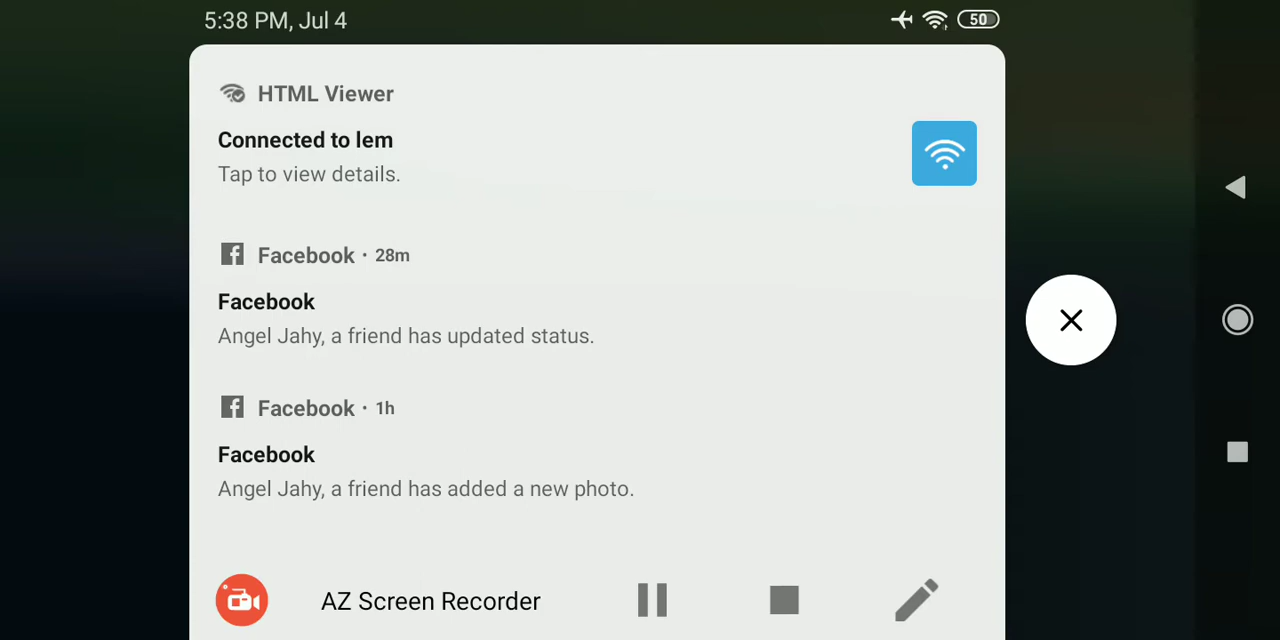 5:38 PM, Jul 4
50
HTML Viewer
Connected to lem
Tap to view details.
Facebook · 28m
Facebook
Angel Jahy, a friend has updated status.
Facebook · 1h
Facebook
Angel Jahy, a friend has added a new photo.
AZ Screen Recorder